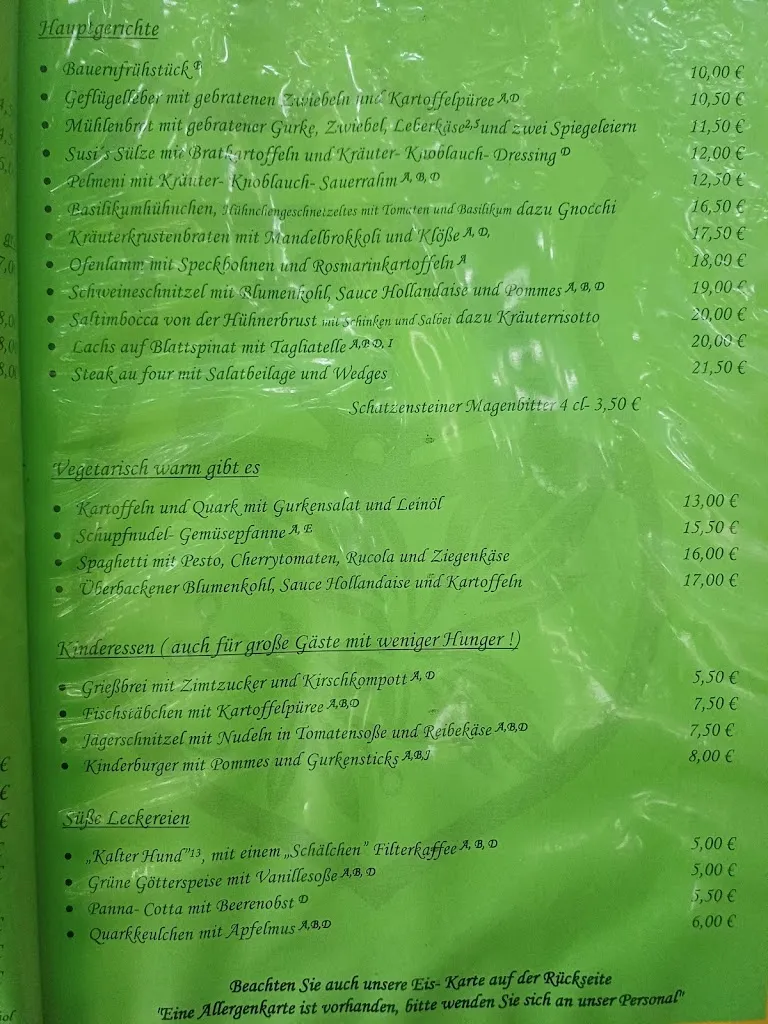 Hauptgerichte
• Bauernfrühstück B 10,00 €
• Geflügelleber mit gebratenen Zwiebeln und Kartoffelpüree A,D 10,50 €
• Mühlenbrot mit gebratener Gurke, Zwiebel, Leberkäse2,5 und zwei Spiegeleiern 11,50 €
• Susi's Sülze mit Bratkartoffeln und Kräuter- Knoblauch- Dressing D 12,00 €
• Pelmeni mit Kräuter- Knoblauch- Sauerrahm A, B, D 12,50 €
• Basilikumhühnchen, Hühnchengeschnetzeltes mit Tomaten und Basilikum dazu Gnocchi 16,50 €
• Kräuterkrustenbraten mit Mandelbrokkoli und Klöße A, D, 17,50 €
• Ofenlamm mit Speckbohnen und Rosmarinkartoffeln A 18,00 €
• Schweineschnitzel mit Blumenkohl, Sauce Hollandaise und Pommes A, B, D 19,00 €
• Saltimbocca von der Hühnerbrust mit Schinken und Salbei dazu Kräuterrisotto 20,00 €
• Lachs auf Blattspinat mit Tagliatelle A,B D, I 20,00 €
• Steak au four mit Salatbeilage und Wedges 21,50 €
Schatzensteiner Magenbitter 4 cl- 3,50 €
Vegetarisch warm gibt es
• Kartoffeln und Quark mit Gurkensalat und Leinöl 13,00 €
• Schupfnudel- Gemüsepfanne A, E 15,50 €
• Spaghetti mit Pesto, Cherrytomaten, Rucola und Ziegenkäse 16,00 €
• Überbackener Blumenkohl, Sauce Hollandaise und Kartoffeln 17,00 €
Kinderessen ( auch für große Gäste mit weniger Hunger !)
• Grießbrei mit Zimtzucker und Kirschkompott A, D 5,50 €
• Fischstäbchen mit Kartoffelpüree A,B,D 7,50 €
• Jägerschnitzel mit Nudeln in Tomatensoße und Reibekäse A,B,D 7,50 €
• Kinderburger mit Pommes und Gurkensticks A,B,J 8,00 €
Süße Leckereien
• „Kalter Hund”13, mit einem „Schälchen” Filterkaffee A, B, D 5,00 €
• Grüne Götterspeise mit Vanillesoße A,B, D 5,00 €
• Panna- Cotta mit Beerenobst D 5,50 €
• Quarkkeulchen mit Apfelmus A,B,D 6,00 €
Beachten Sie auch unsere Eis- Karte auf der Rückseite
"Eine Allergenkarte ist vorhanden, bitte wenden Sie sich an unser Personal"